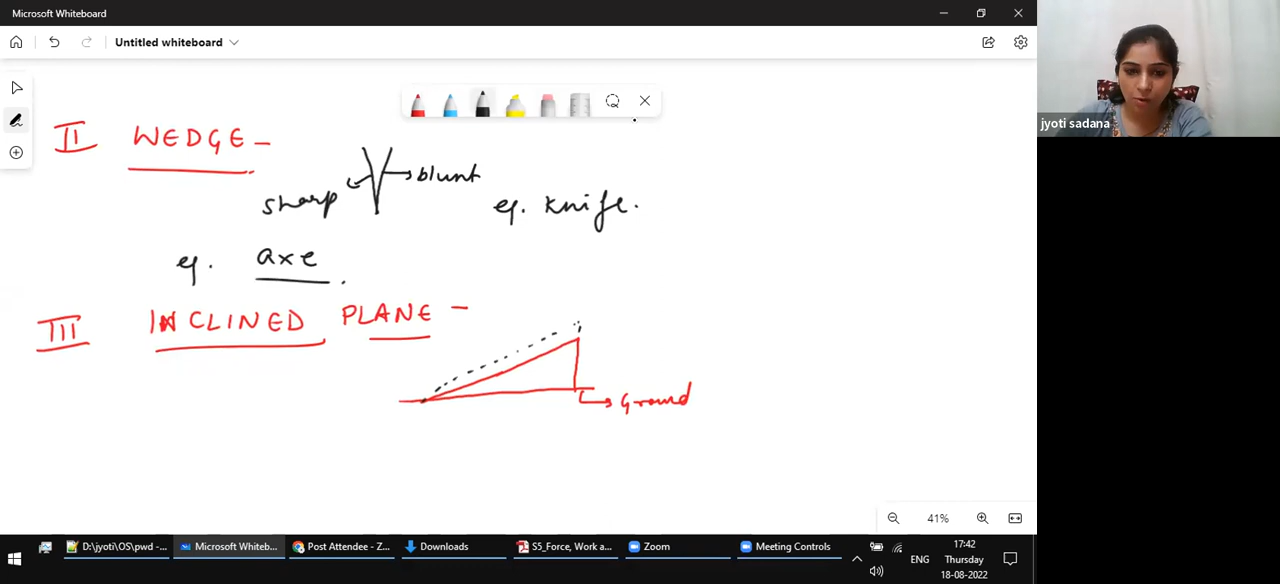 Microsoft Whiteboard
Untitled whiteboard
jyoti sadana
II WEDGE -
blunt
sharp
eg. knife.
eg. axe.
III INCLINED PLANE -
Ground
41%
D:\jyoti\OS\pwd -...
Microsoft Whiteb...
Post Attendee - Z...
Downloads
S5_Force, Work a...
Zoom
Meeting Controls
ENG
17:42
Thursday
18-08-2022